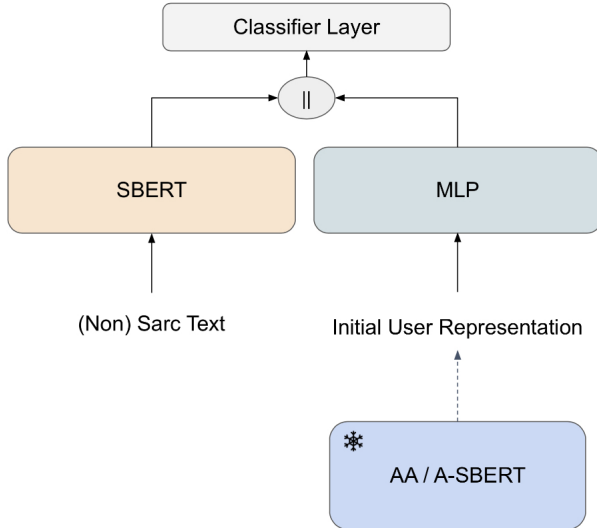 Classifier Layer
||
SBERT
MLP
(Non) Sarc Text
Initial User Representation
AA / A-SBERT